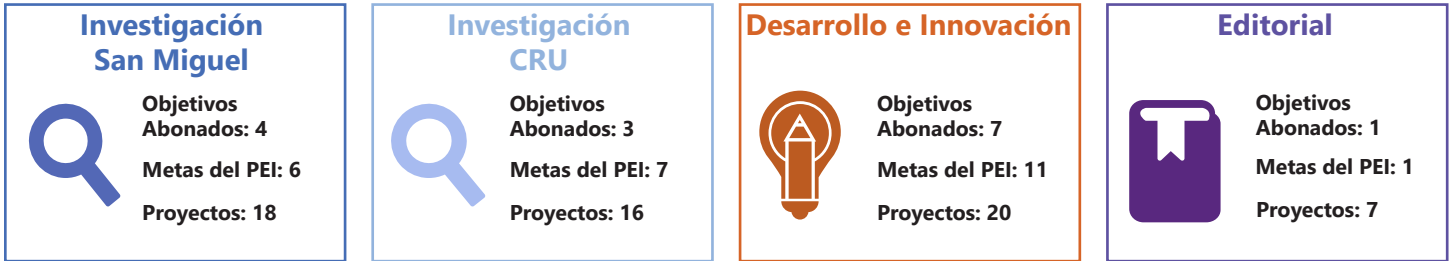 Investigación
San Miguel
Objetivos
Abonados: 4
Metas del PEI: 6
Proyectos: 18
Investigación
CRU
Objetivos
Abonados: 3
Metas del PEI: 7
Proyectos: 16
Desarrollo e Innovación
Objetivos
Abonados: 7
Metas del PEI: 11
Proyectos: 20
Editorial
Objetivos
Abonados: 1
Metas del PEI: 1
Proyectos: 7